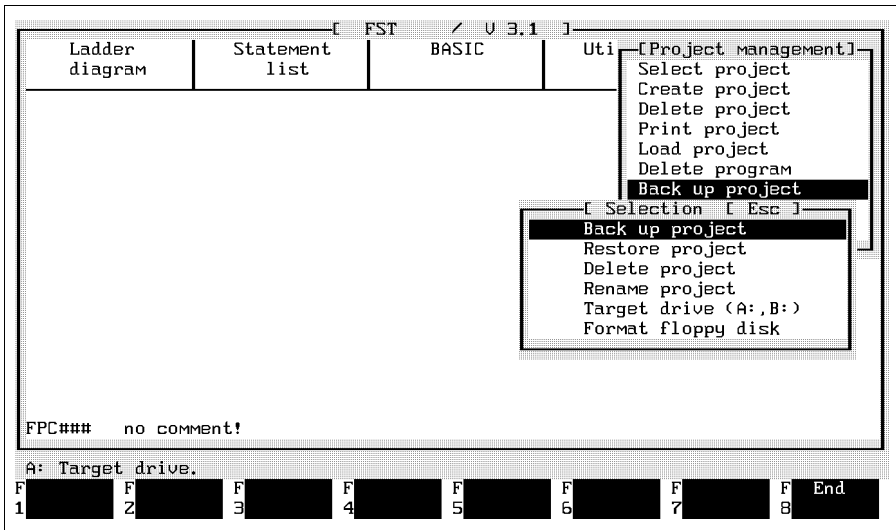 [ FST / V 3.1 ]
Ladder diagram
Statement list
BASIC
Uti
[Project management]
Select project
Create project
Delete project
Print project
Load project
Delete program
Back up project
[ Selection [ Esc ]
Back up project
Restore project
Delete project
Rename project
Target drive (A:,B:)
Format floppy disk
FPC### no comment!
A: Target drive.
F1 F2 F3 F4 F5 F6 F7 F8 End